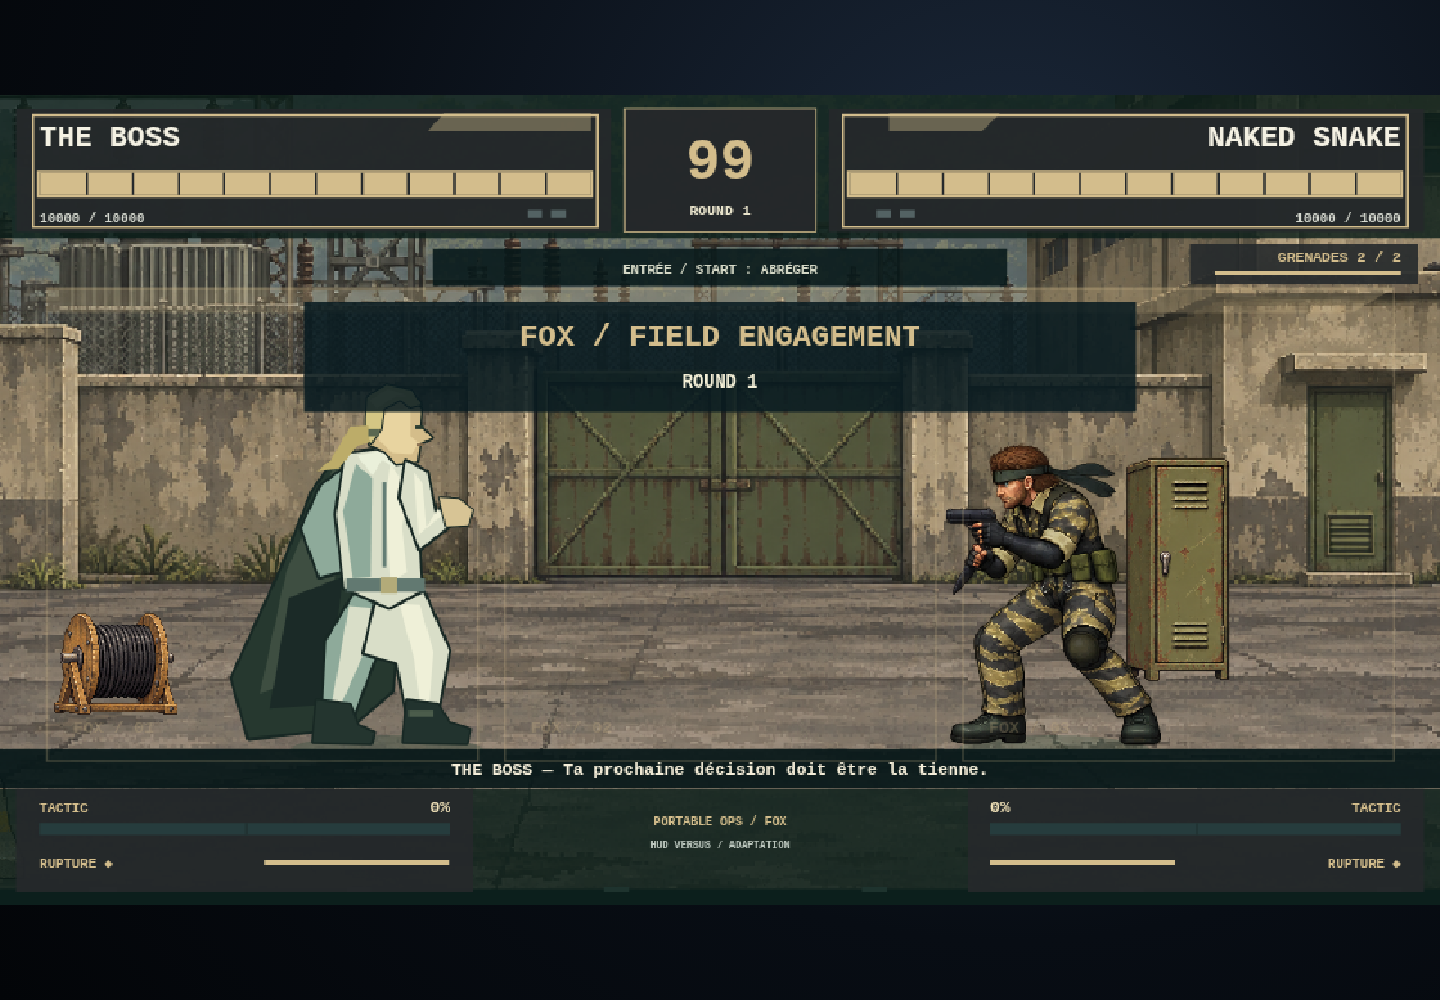 THE BOSS
10000 / 10000
99
ROUND 1
NAKED SNAKE
10000 / 10000
ENTRÉE / START : ABRÉGER
GRENADES 2 / 2
FOX / FIELD ENGAGEMENT
ROUND 1
FOX
THE BOSS — Ta prochaine décision doit être la tienne.
TACTIC
0%
RUPTURE ◆
PORTABLE OPS / FOX
HUD VERSUS / ADAPTATION
0%
TACTIC
RUPTURE ◆